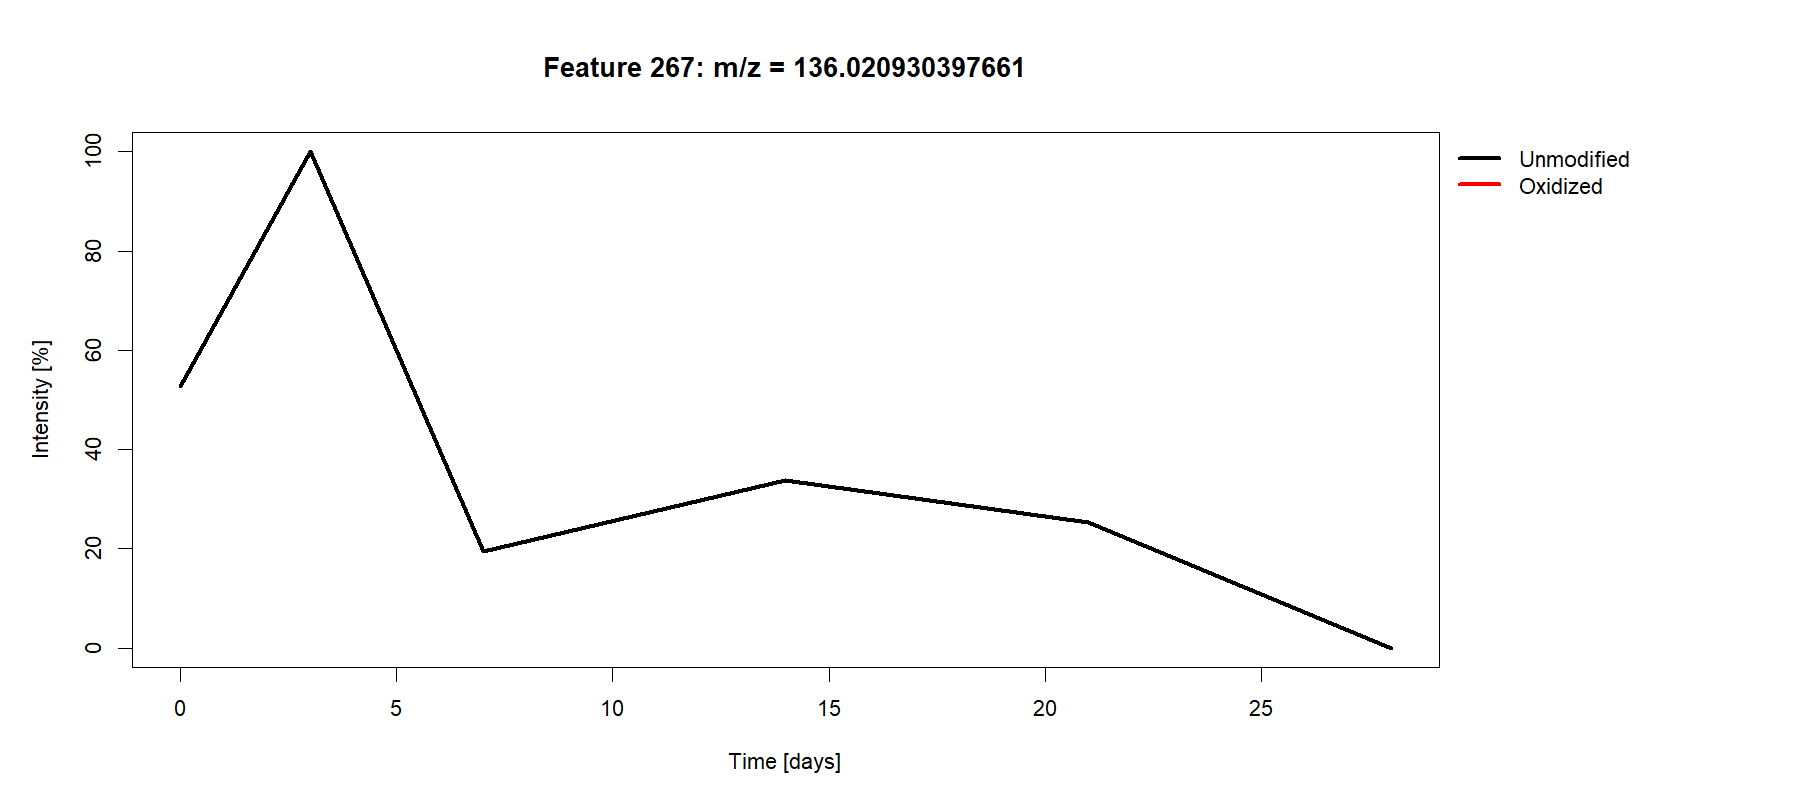 Feature 267: m/z = 136.020930397661
Unmodified
Oxidized
Intensity [%]
100
80
60
40
20
0
0 5 10 15 20 25
Time [days]